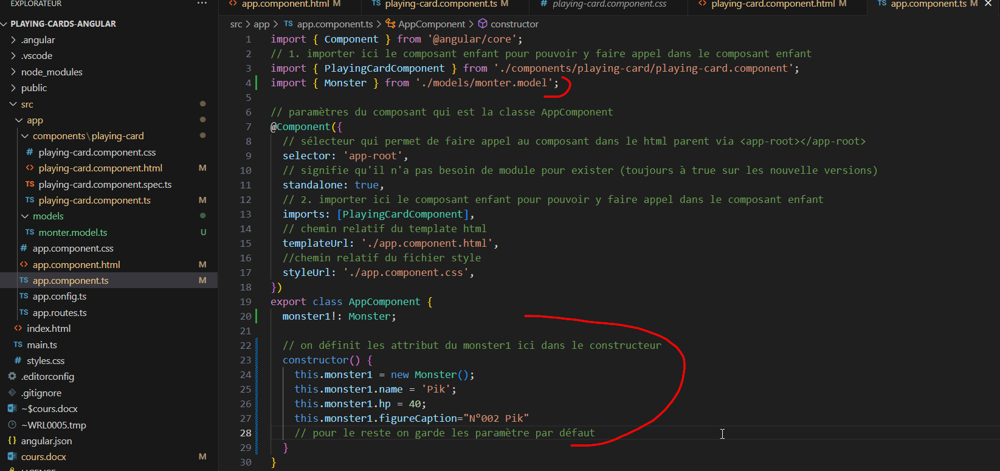 EXPLORATEUR ···
PLAYING-CARDS-ANGULAR
.angular
.vscode
node_modules
public
src
app
components\playing-card
playing-card.component.css
playing-card.component.html M
playing-card.component.spec.ts
playing-card.component.ts M
models
monter.model.ts U
app.component.css
app.component.html M
app.component.ts M
app.config.ts
app.routes.ts
index.html
main.ts
styles.css
.editorconfig
.gitignore
~$cours.docx
~WRL0005.tmp
angular.json
cours.docx M
LICENSE
app.component.html M
playing-card.component.ts M
playing-card.component.css
playing-card.component.html M
app.component.ts M
src > app > TS app.component.ts > AppComponent > constructor
1 import { Component } from '@angular/core';
2 // 1. importer ici le composant enfant pour pouvoir y faire appel dans le composant enfant
3 import { PlayingCardComponent } from './components/playing-card/playing-card.component';
4 import { Monster } from './models/monter.model';
5
6 // paramètres du composant qui est la classe AppComponent
7 @Component({
8 // sélecteur qui permet de faire appel au composant dans le html parent via <app-root></app-root>
9 selector: 'app-root',
10 // signifie qu'il n'a pas besoin de module pour exister (toujours à true sur les nouvelle versions)
11 standalone: true,
12 // 2. importer ici le composant enfant pour pouvoir y faire appel dans le composant enfant
13 imports: [PlayingCardComponent],
14 // chemin relatif du template html
15 templateUrl: './app.component.html',
16 //chemin relatif du fichier style
17 styleUrl: './app.component.css',
18 })
19 export class AppComponent {
20 monster1!: Monster;
21
22 // on définit les attribut du monster1 ici dans le constructeur
23 constructor() {
24 this.monster1 = new Monster();
25 this.monster1.name = 'Pik';
26 this.monster1.hp = 40;
27 this.monster1.figureCaption="N°002 Pik"
28 // pour le reste on garde les paramètre par défaut
29 }
30 }